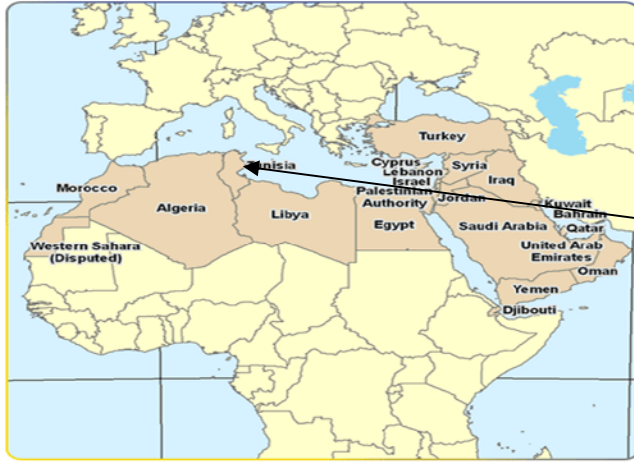 Turkey
Cyprus
Syria
Tunisia
Lebanon
Israel
Iraq
Morocco
Palestinian
Authority
Jordan
Kuwait
Bahrain
Algeria
Libya
Egypt
Saudi Arabia
Qatar
Western Sahara
(Disputed)
United Arab
Emirates
Oman
Yemen
Djibouti